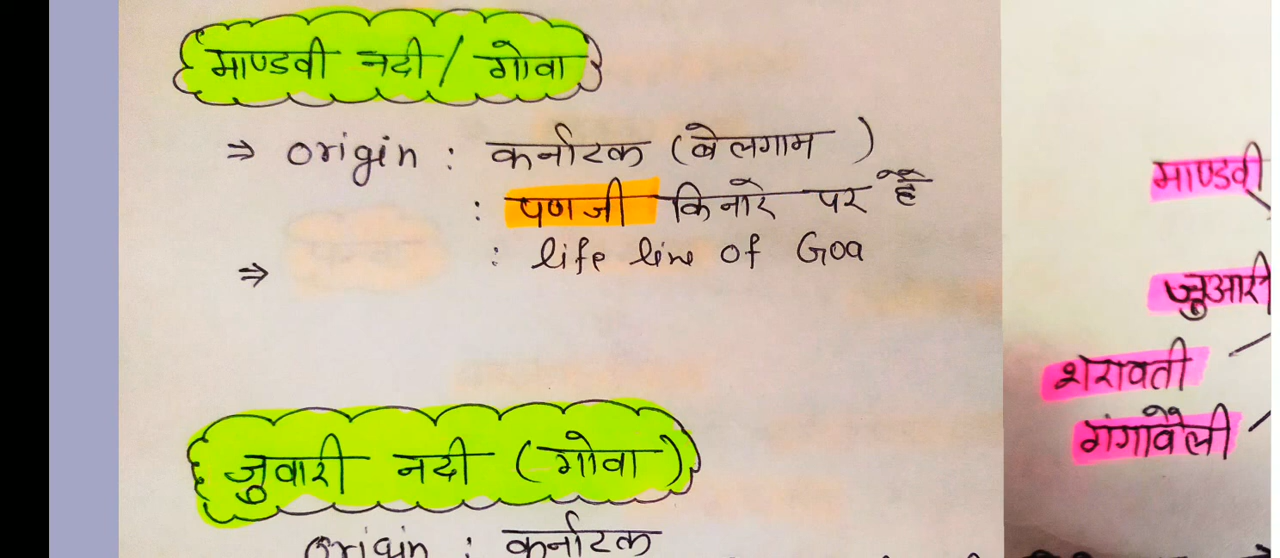 माण्डवी नदी / गोवा
⇒ origin : कर्नाटक (बेलगाम )
: पणजी किनारे पर है
⇒ : life line of Goa
जुवारी नदी (गोवा)
origin : कर्नाटक
माण्डवी
जुआरी
शरावती
गंगावैली